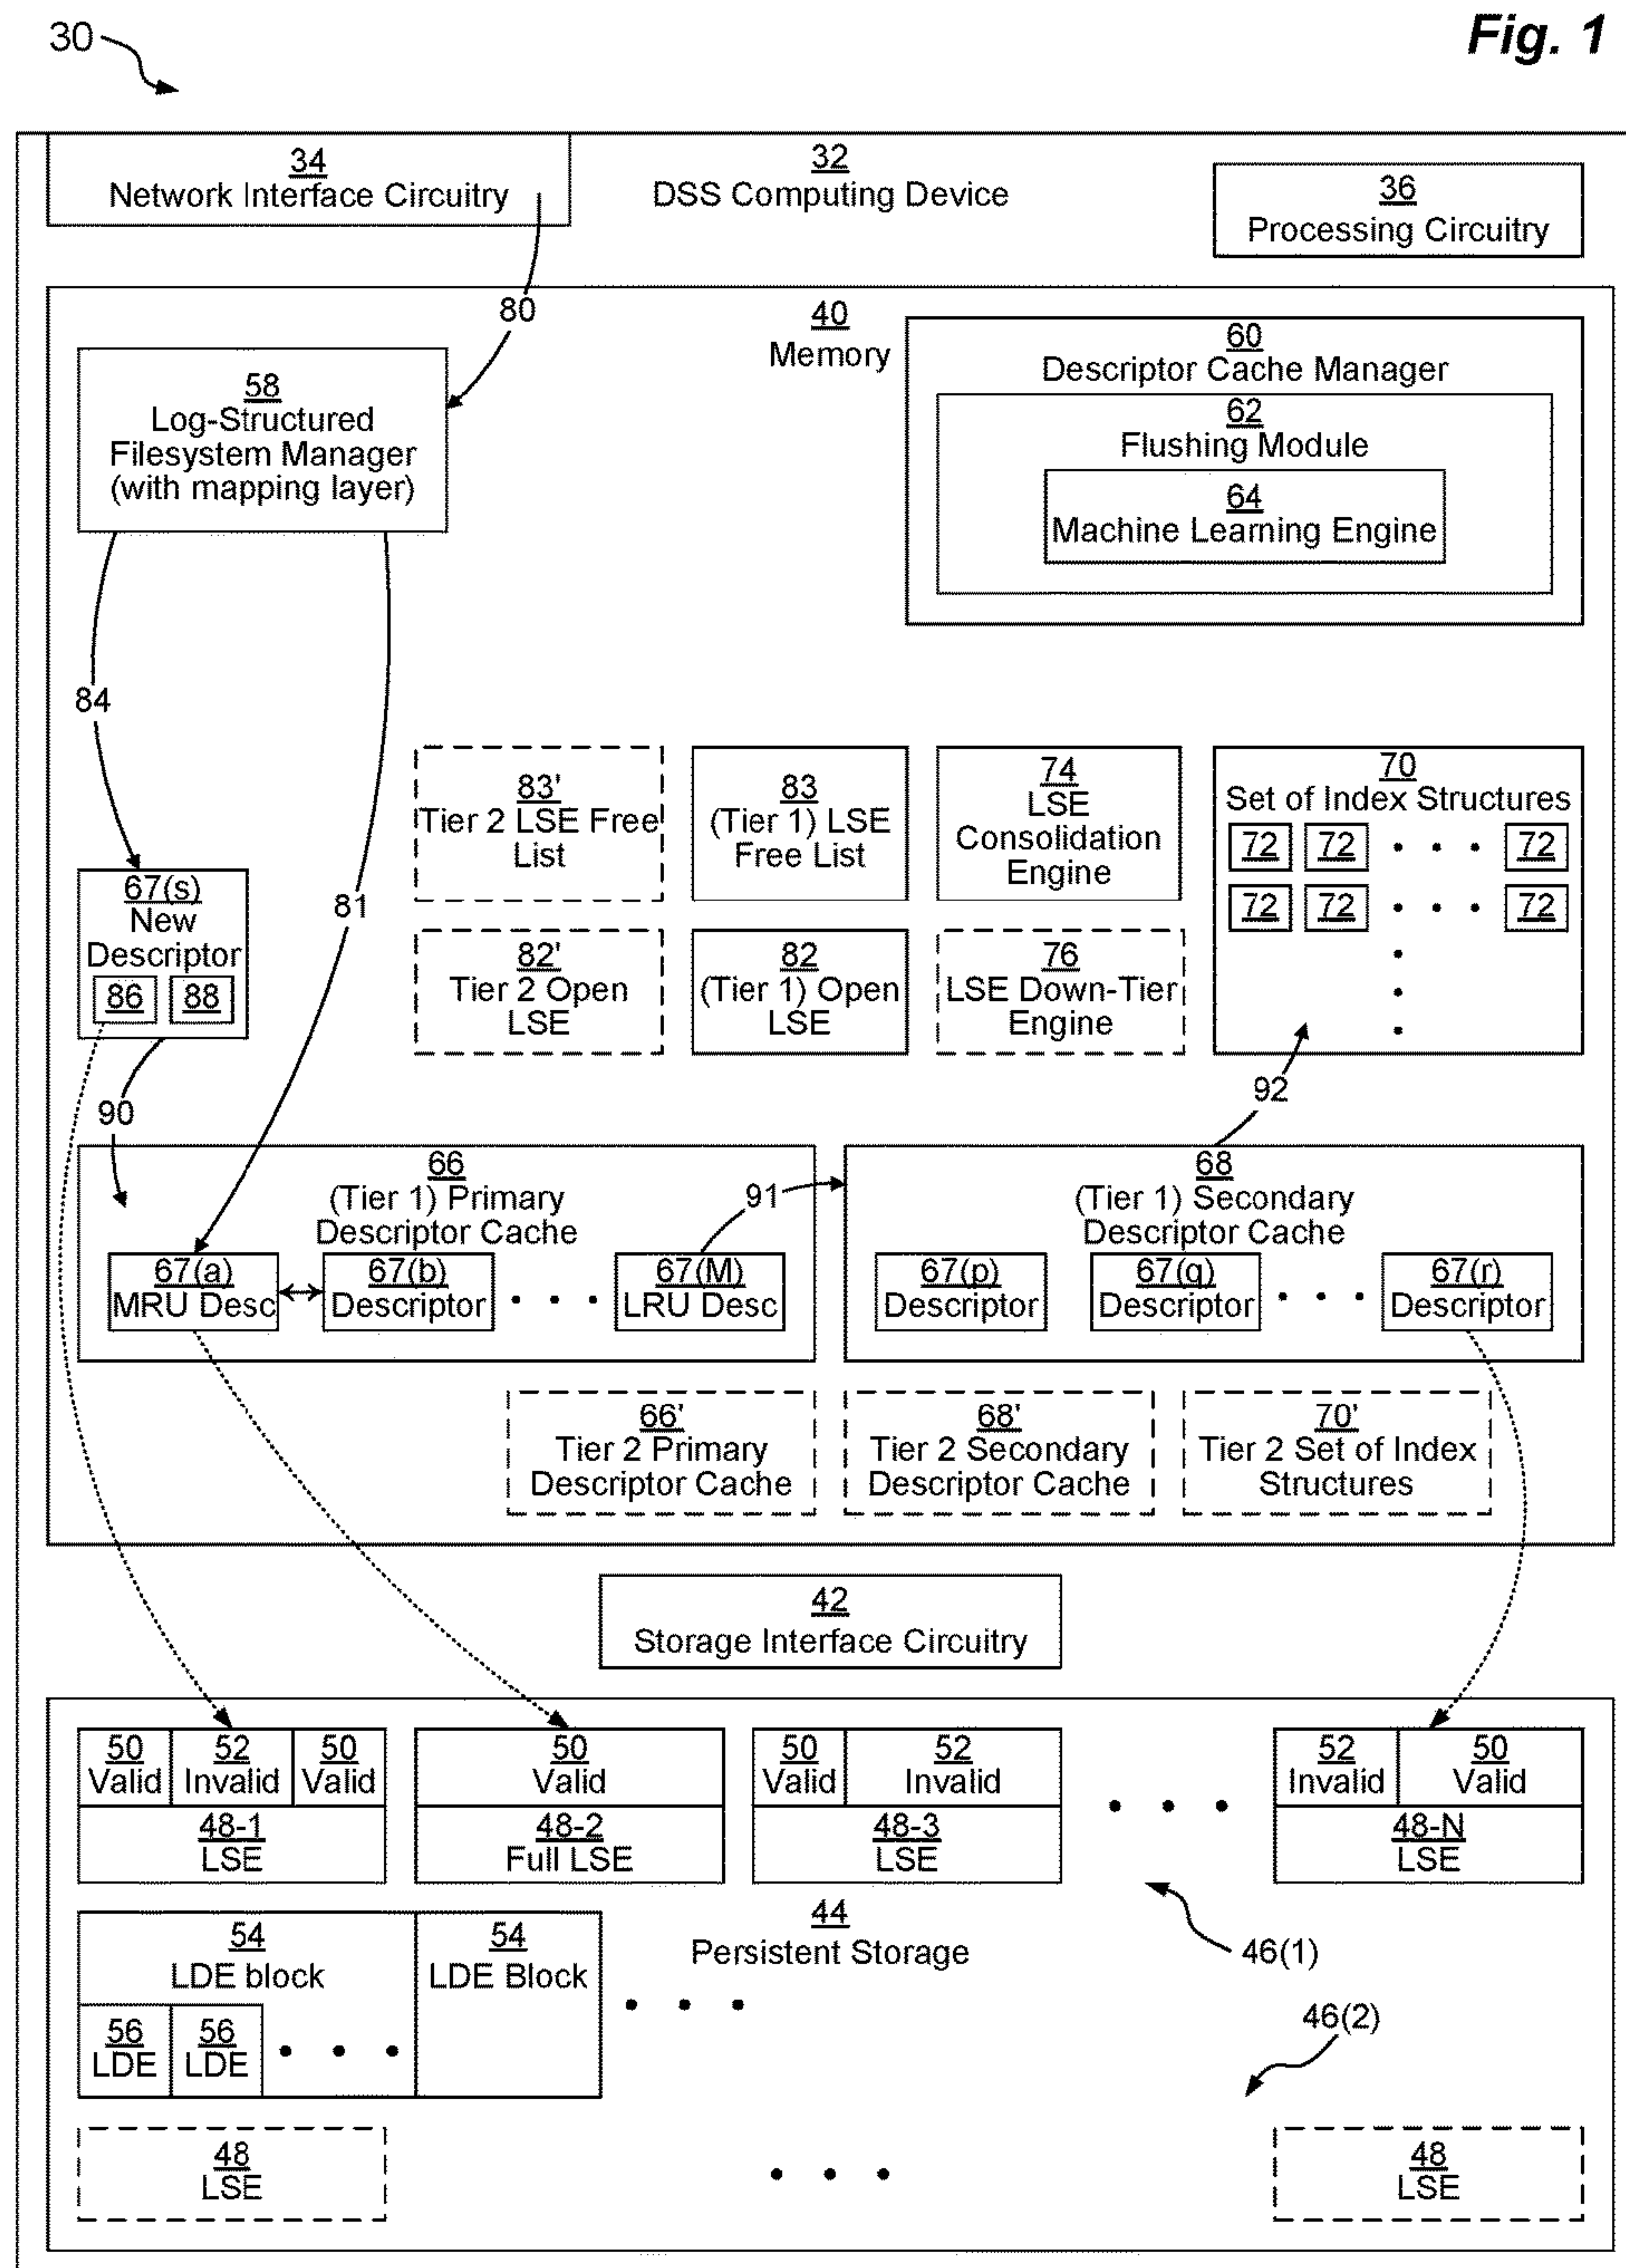 30
Fig. 1
34
Network Interface Circuitry
32
DSS Computing Device
36
Processing Circuitry
80
40
Memory
60
Descriptor Cache Manager
62
Flushing Module
64
Machine Learning Engine
58
Log-Structured
Filesystem Manager
(with mapping layer)
84
81
83'
Tier 2 LSE Free
List
83
(Tier 1) LSE
Free List
74
LSE
Consolidation
Engine
70
Set of Index Structures
72 72 72
72 72 72
67(s)
New
Descriptor
86 88
82'
Tier 2 Open
LSE
82
(Tier 1) Open
LSE
76
LSE Down-Tier
Engine
90
92
66
(Tier 1) Primary
Descriptor Cache
91
67(a)
MRU Desc
67(b)
Descriptor
67(M)
LRU Desc
68
(Tier 1) Secondary
Descriptor Cache
67(p)
Descriptor
67(q)
Descriptor
67(r)
Descriptor
66'
Tier 2 Primary
Descriptor Cache
68'
Tier 2 Secondary
Descriptor Cache
70'
Tier 2 Set of Index
Structures
42
Storage Interface Circuitry
50
Valid
52
Invalid
50
Valid
48-1
LSE
50
Valid
48-2
Full LSE
50
Valid
52
Invalid
48-3
LSE
52
Invalid
50
Valid
48-N
LSE
54
LDE block
54
LDE Block
56
LDE
56
LDE
44
Persistent Storage
46(1)
46(2)
48
LSE
48
LSE